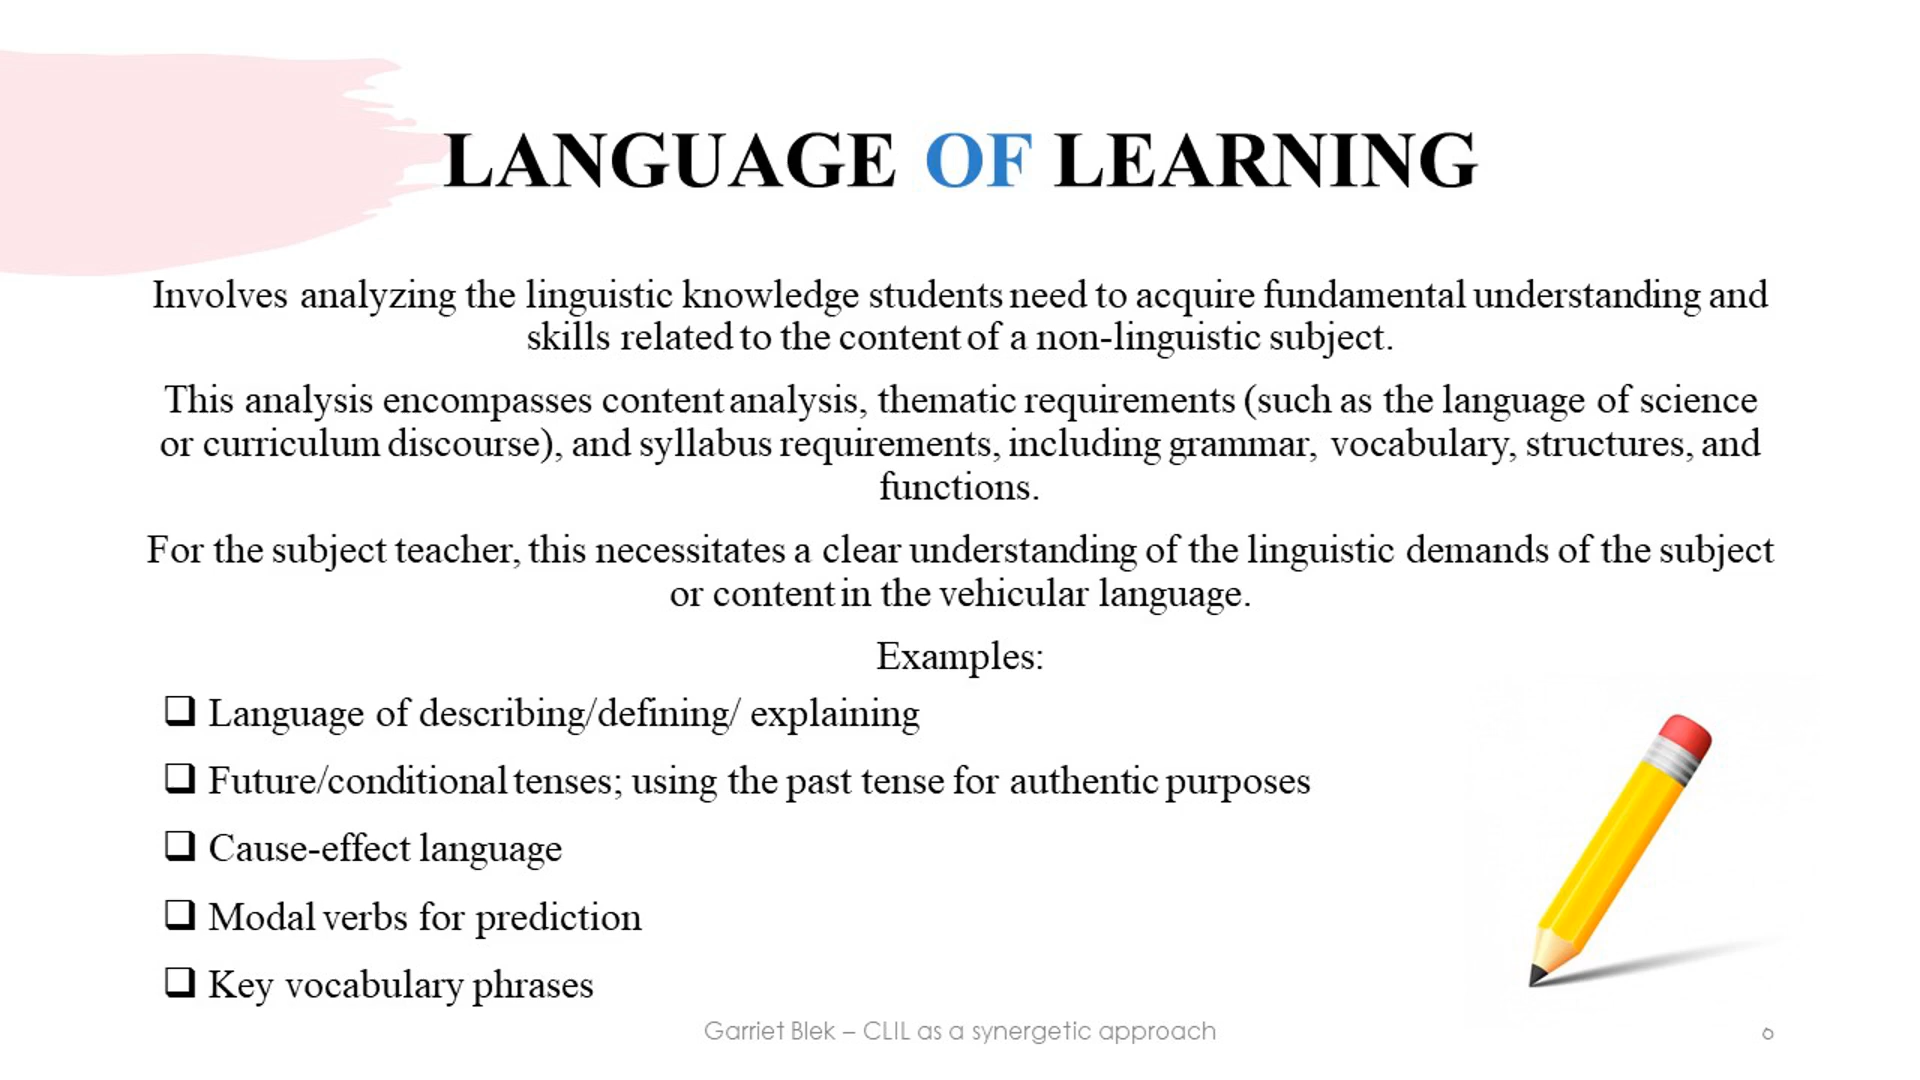 LANGUAGE OF LEARNING
Involves analyzing the linguistic knowledge students need to acquire fundamental understanding and
skills related to the content of a non-linguistic subject.
This analysis encompasses content analysis, thematic requirements (such as the language of science
or curriculum discourse), and syllabus requirements, including grammar, vocabulary, structures, and
functions.
For the subject teacher, this necessitates a clear understanding of the linguistic demands of the subject
or content in the vehicular language.
Examples:
❑ Language of describing/defining/ explaining
❑ Future/conditional tenses; using the past tense for authentic purposes
❑ Cause-effect language
❑ Modal verbs for prediction
❑ Key vocabulary phrases
Garriet Blek – CLIL as a synergetic approach
6